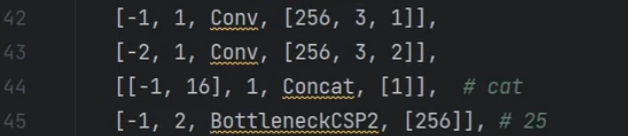 42 [-1, 1, Conv, [256, 3, 1]],
43 [-2, 1, Conv, [256, 3, 2]],
44 [[-1, 16], 1, Concat, [1]], # cat
45 [-1, 2, BottleneckCSP2, [256]], # 25